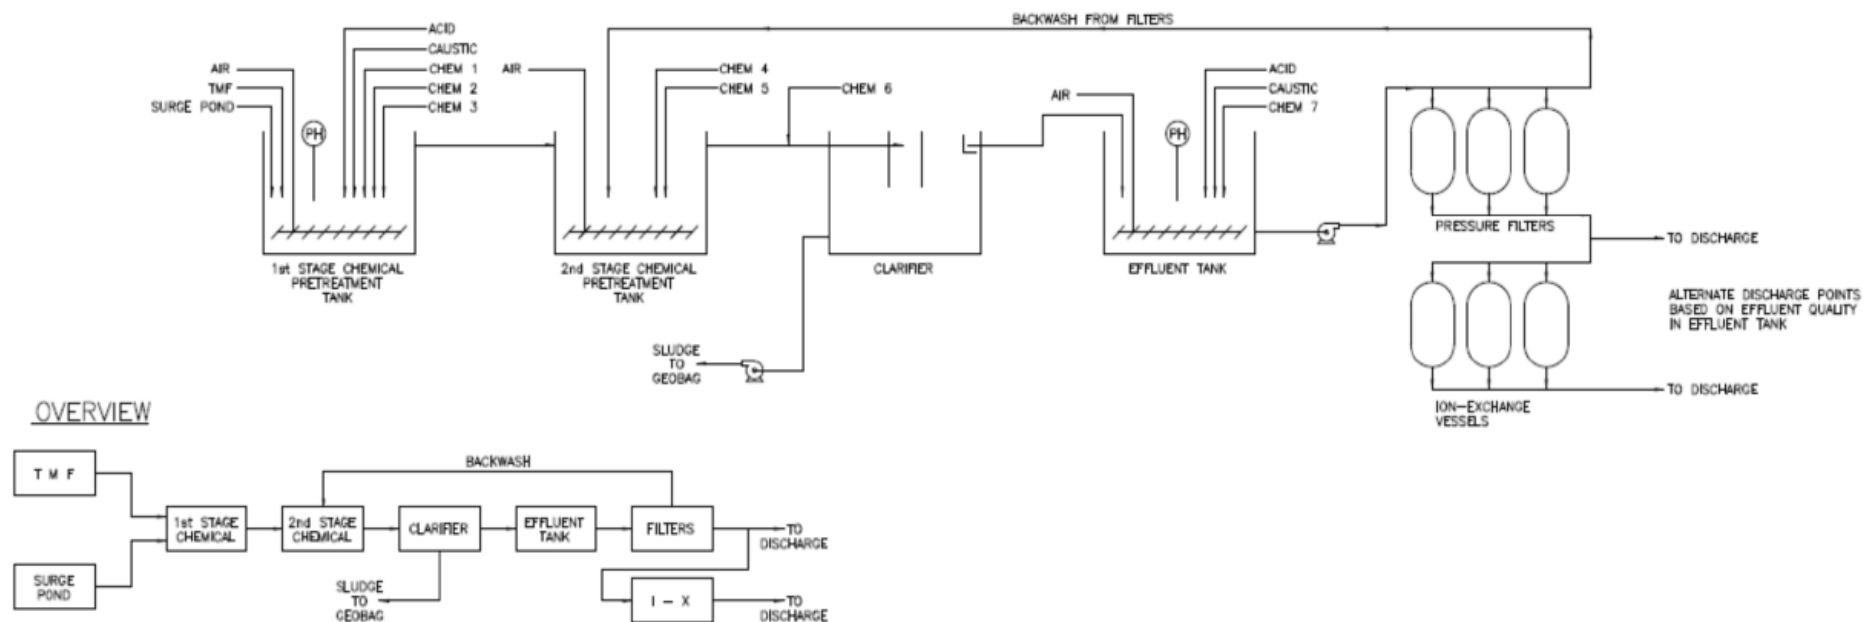 BACKWASH FROM FILTERS
ACID
CAUSTIC
CHEM 1
CHEM 2
CHEM 3
AIR
TMF
SURGE POND
PH
1st STAGE CHEMICAL
PRETREATMENT
TANK
AIR
CHEM 4
CHEM 5
2nd STAGE CHEMICAL
PRETREATMENT
TANK
CHEM 6
CLARIFIER
SLUDGE
TO
GEOBAG
AIR
ACID
CAUSTIC
CHEM 7
PH
EFFLUENT TANK
PRESSURE FILTERS
TO DISCHARGE
ALTERNATE DISCHARGE POINTS
BASED ON EFFLUENT QUALITY
IN EFFLUENT TANK
TO DISCHARGE
ION-EXCHANGE
VESSELS
OVERVIEW
T M F
SURGE
POND
1st STAGE
CHEMICAL
BACKWASH
2nd STAGE
CHEMICAL
CLARIFIER
SLUDGE
TO
GEOBAG
EFFLUENT
TANK
FILTERS
TO
DISCHARGE
I - X
TO
DISCHARGE